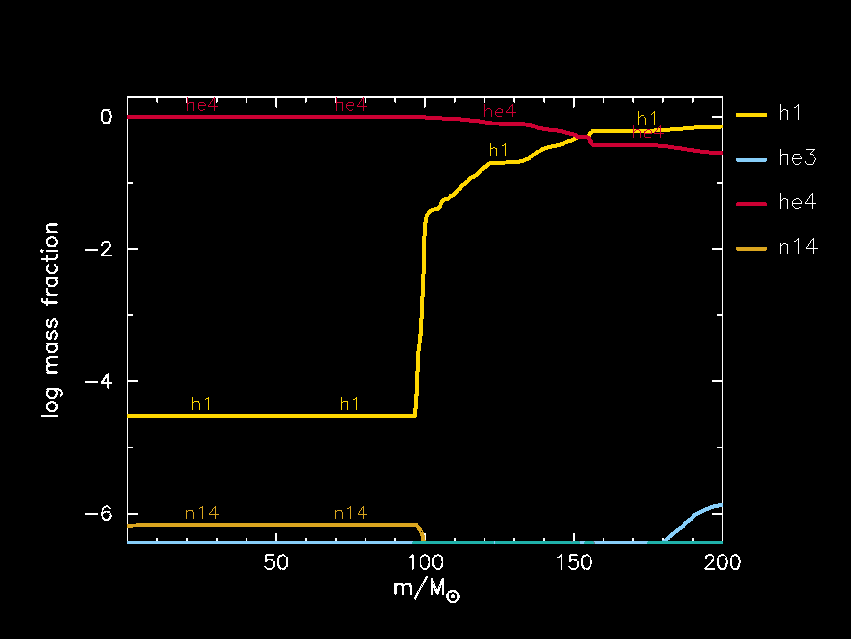 he4 he4 he4 h1 h1
0 h1 he4 he3
h1 he4
-2 n14
log mass fraction
-4
h1 h1
n14 n14
-6
50 100 150 200
m/M☉